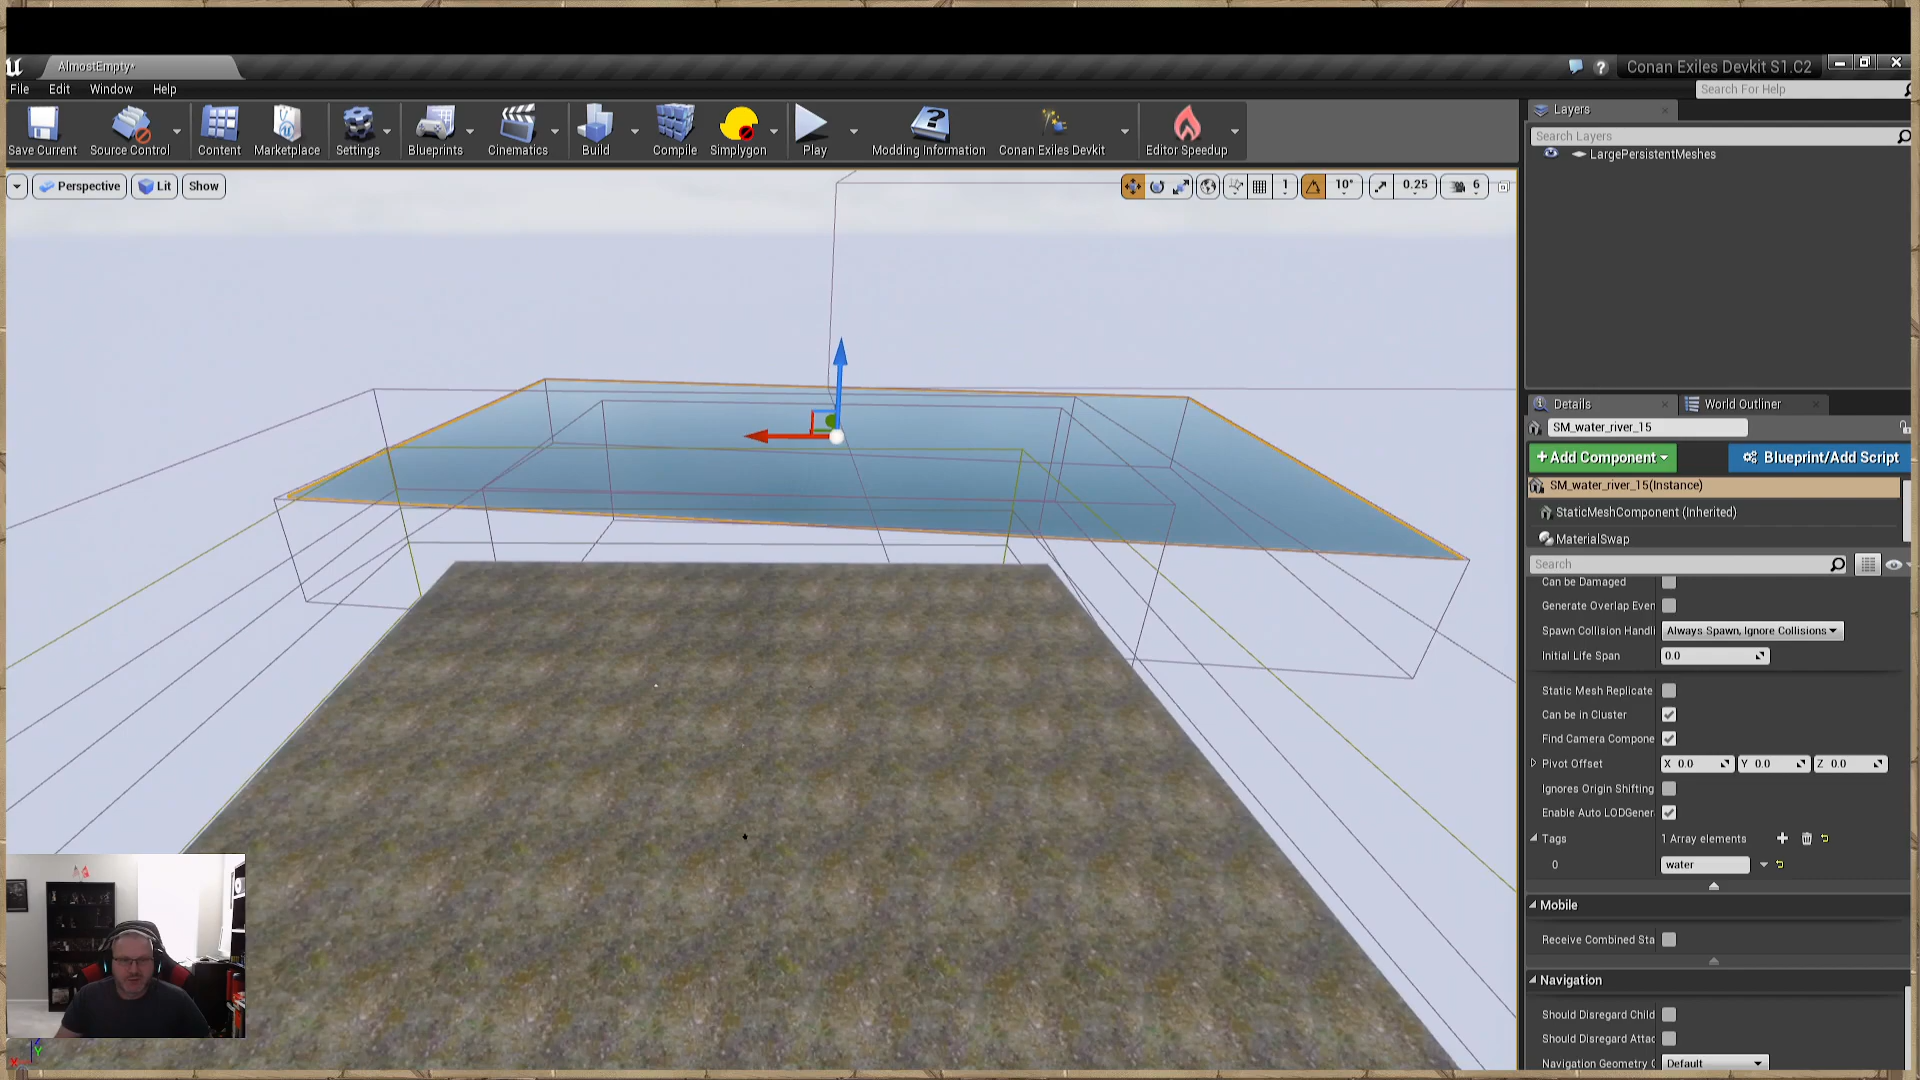 AlmostEmpty*
Conan Exiles Devkit S1.C2
File Edit Window Help
Search For Help
Save Current
Source Control
Content
Marketplace
Settings
Blueprints
Cinematics
Build
Compile
Simplygon
Play
Modding Information
Conan Exiles Devkit
Editor Speedup
Layers
Search Layers
LargePersistentMeshes
Perspective
Lit
Show
1
10°
0.25
6
Details
World Outliner
SM_water_river_15
+Add Component
Blueprint/Add Script
SM_water_river_15(Instance)
StaticMeshComponent (Inherited)
MaterialSwap
Search
Can be Damaged
Generate Overlap Even
Spawn Collision Handli
Always Spawn, Ignore Collisions
Initial Life Span
0.0
Static Mesh Replicate
Can be in Cluster
Find Camera Compone
Pivot Offset
X 0.0
Y 0.0
Z 0.0
Ignores Origin Shifting
Enable Auto LODGener
Tags
1 Array elements
0
water
Mobile
Receive Combined Sta
Navigation
Should Disregard Child
Should Disregard Attac
Navigation Geometry G
Default
X
Y